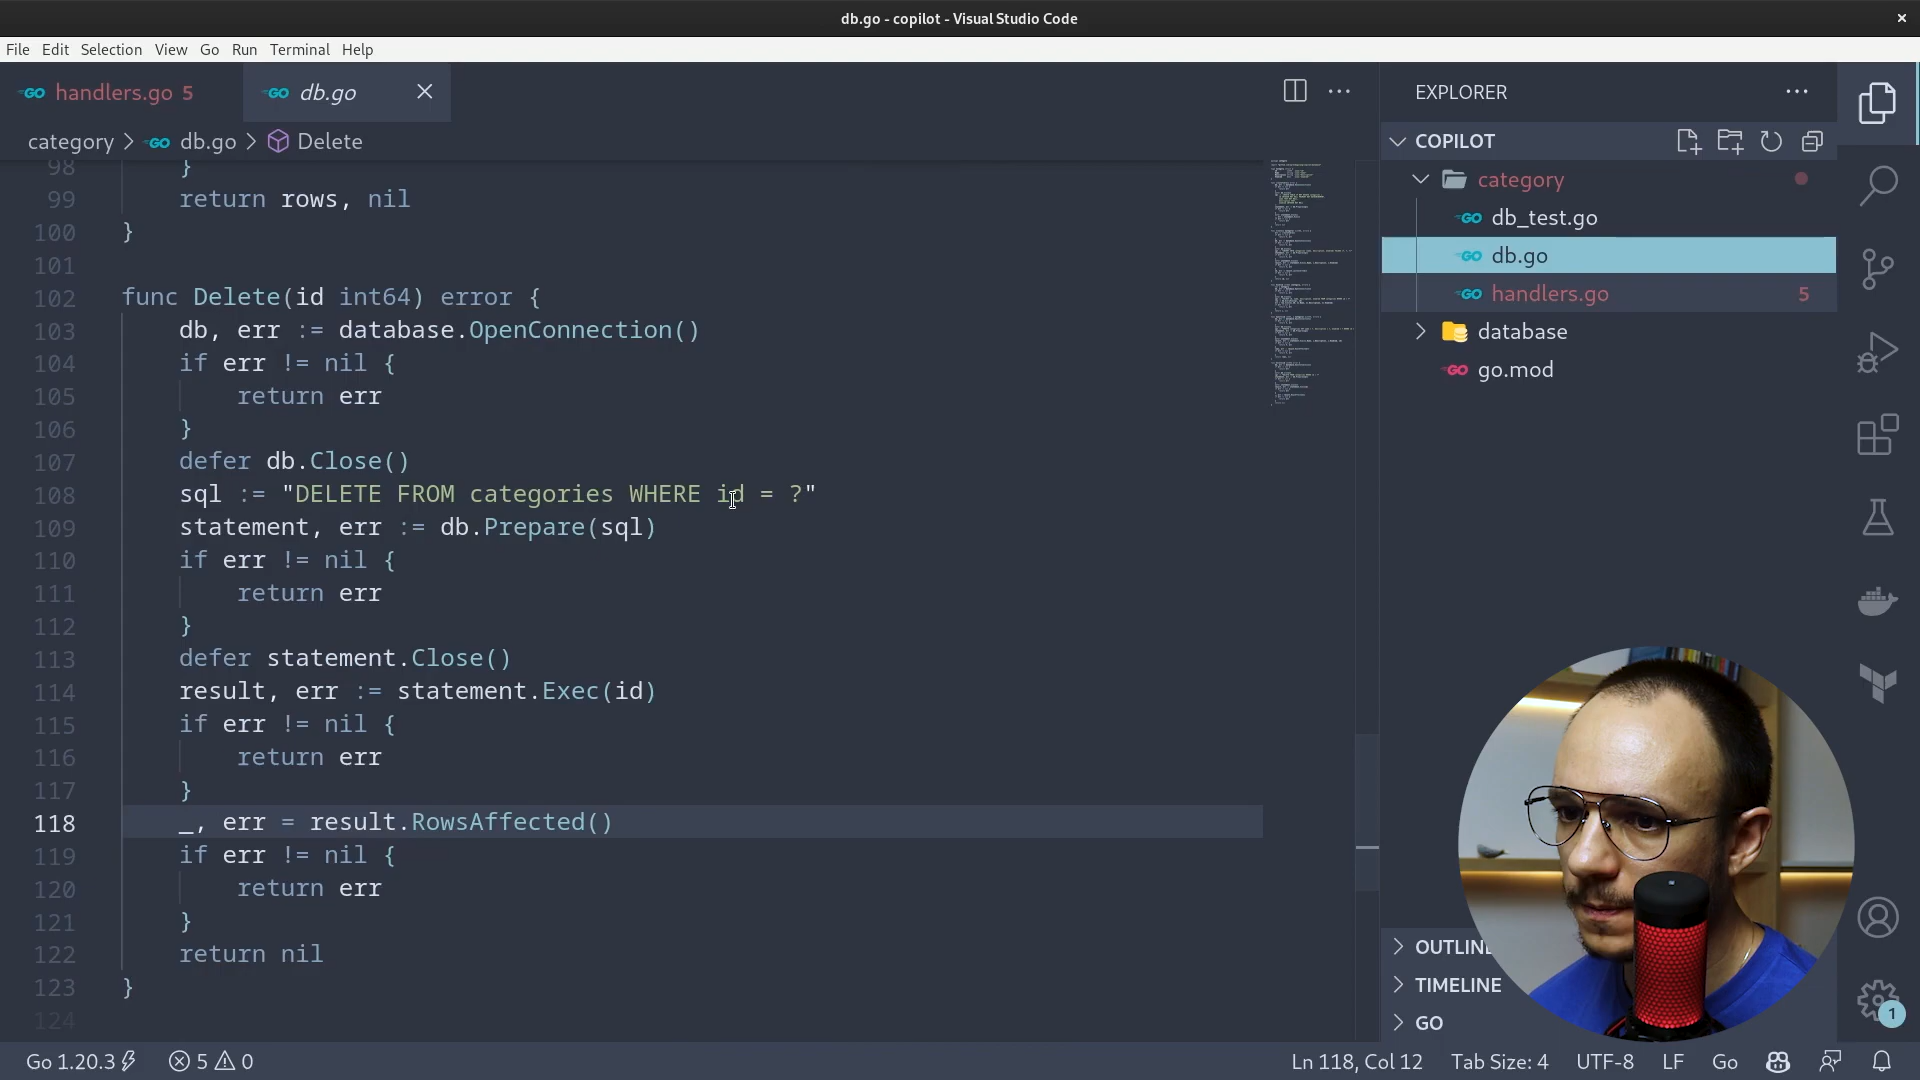 db.go - copilot - Visual Studio Code
File Edit Selection View Go Run Terminal Help
handlers.go 5
db.go
category > db.go > Delete
98 }
99 return rows, nil
100 }
101
102 func Delete(id int64) error {
103 db, err := database.OpenConnection()
104 if err != nil {
105 return err
106 }
107 defer db.Close()
108 sql := "DELETE FROM categories WHERE id = ?"
109 statement, err := db.Prepare(sql)
110 if err != nil {
111 return err
112 }
113 defer statement.Close()
114 result, err := statement.Exec(id)
115 if err != nil {
116 return err
117 }
118 _, err = result.RowsAffected()
119 if err != nil {
120 return err
121 }
122 return nil
123 }
124
EXPLORER
COPILOT
category
db_test.go
db.go
handlers.go 5
database
go.mod
OUTLINE
TIMELINE
GO
1
Go 1.20.3 5 0 Ln 118, Col 12 Tab Size: 4 UTF-8 LF Go